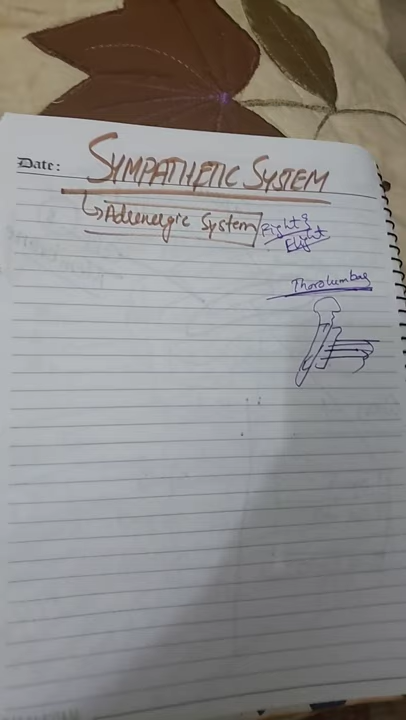 Date:
SYMPATHETIC SYSTEM
↳ Adrenergic System
Fight &
Flight
Thorolumbar